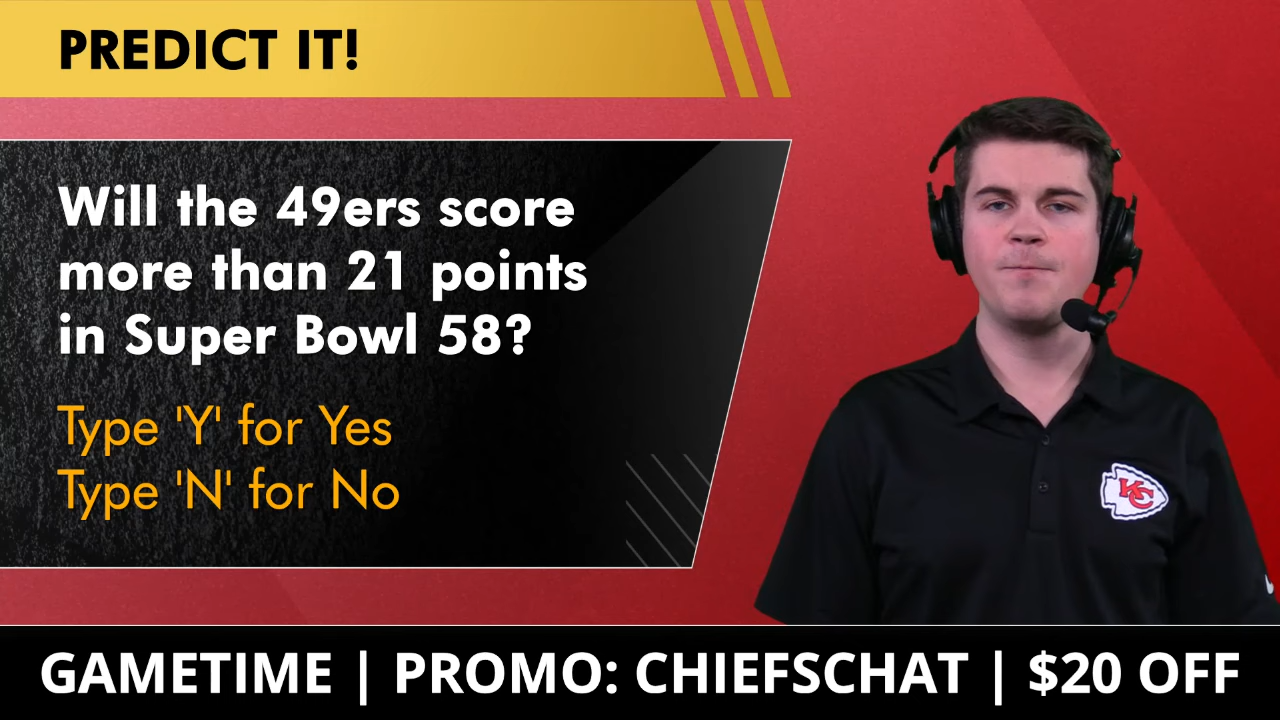 PREDICT IT!
Will the 49ers score
more than 21 points
in Super Bowl 58?
Type 'Y' for Yes
Type 'N' for No
KC
GAMETIME | PROMO: CHIEFSCHAT | $20 OFF